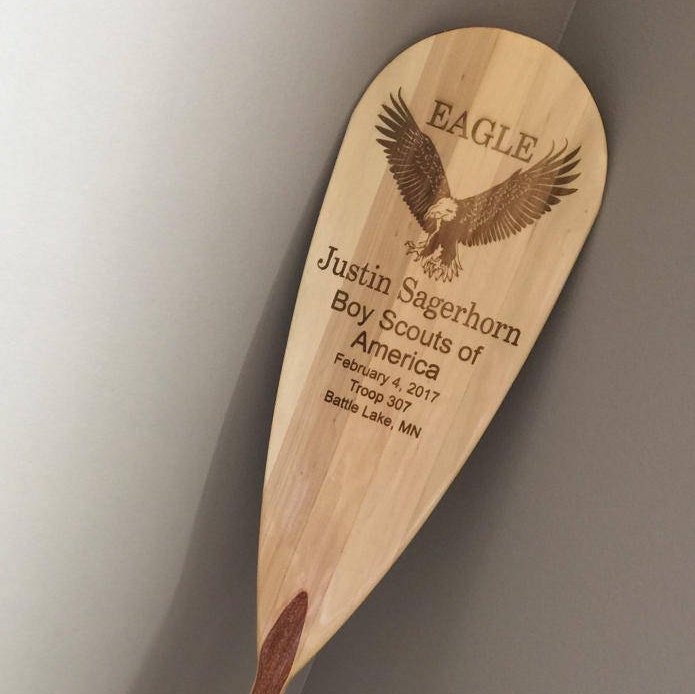 EAGLE
Justin Sagerhorn
Boy Scouts of
America
February 4, 2017
Troop 307
Battle Lake, MN